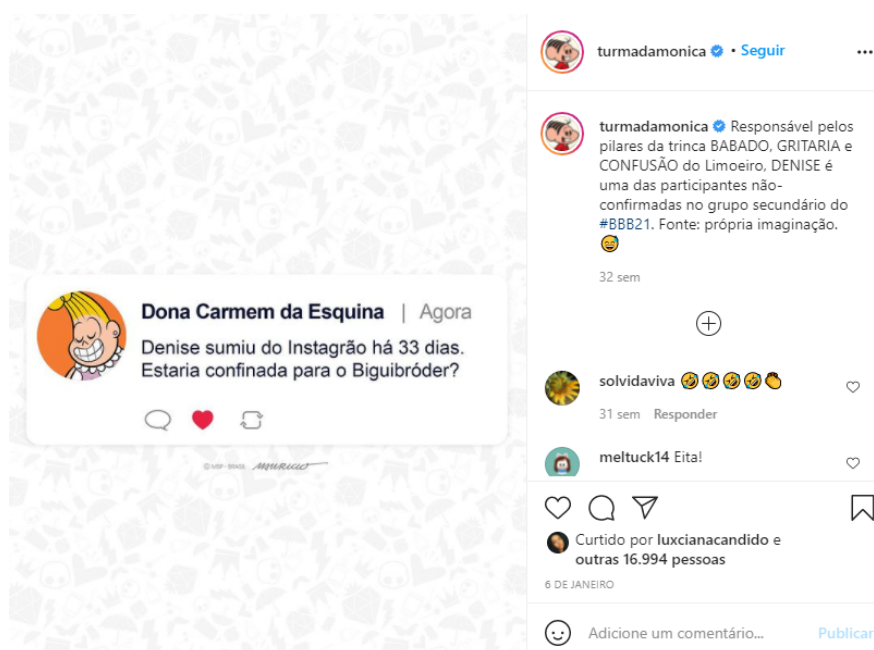 Dona Carmem da Esquina | Agora
Denise sumiu do Instagrão há 33 dias.
Estaria confinada para o Biguibróder?
© MSP - BRASIL mauricio
turmadamonica • Seguir
turmadamonica Responsável pelos
pilares da trinca BABADO, GRITARIA e
CONFUSÃO do Limoeiro, DENISE é
uma das participantes não-
confirmadas no grupo secundário do
#BBB21. Fonte: própria imaginação.
😅
32 sem
solvidaviva 🤣🤣🤣🤣👏
31 sem Responder
meltuck14 Eita!
Curtido por luxcianacandido e
outras 16.994 pessoas
6 DE JANEIRO
Adicione um comentário... Publicar